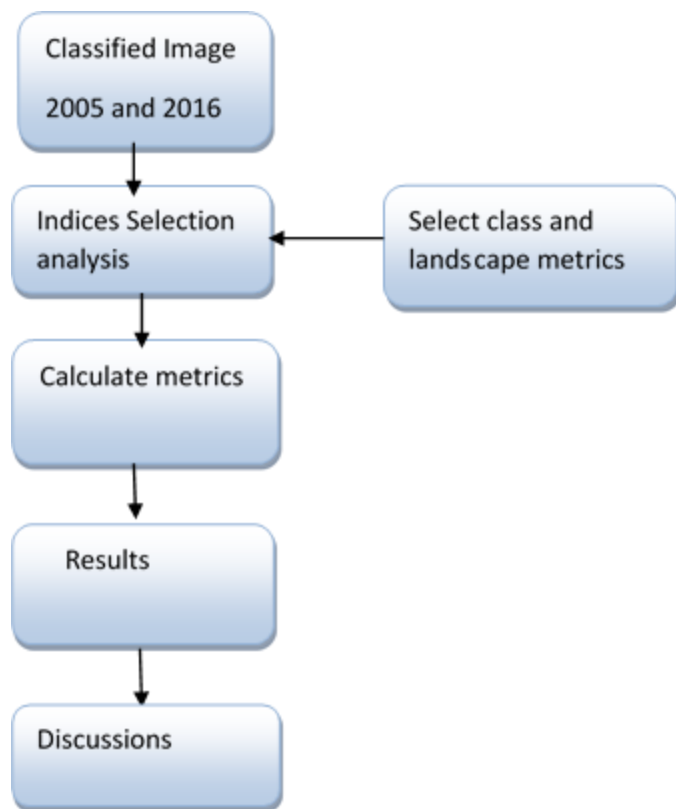 Classified Image
2005 and 2016
Indices Selection
analysis
Select class and
landscape metrics
Calculate metrics
Results
Discussions